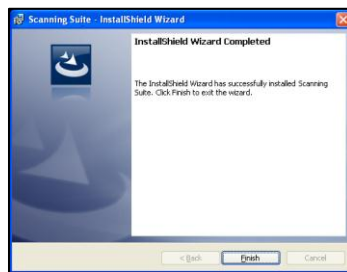 Scanning Suite - InstallShield Wizard
InstallShield Wizard Completed
The InstallShield Wizard has successfully installed Scanning
Suite. Click Finish to exit the wizard.
< Back Finish Cancel